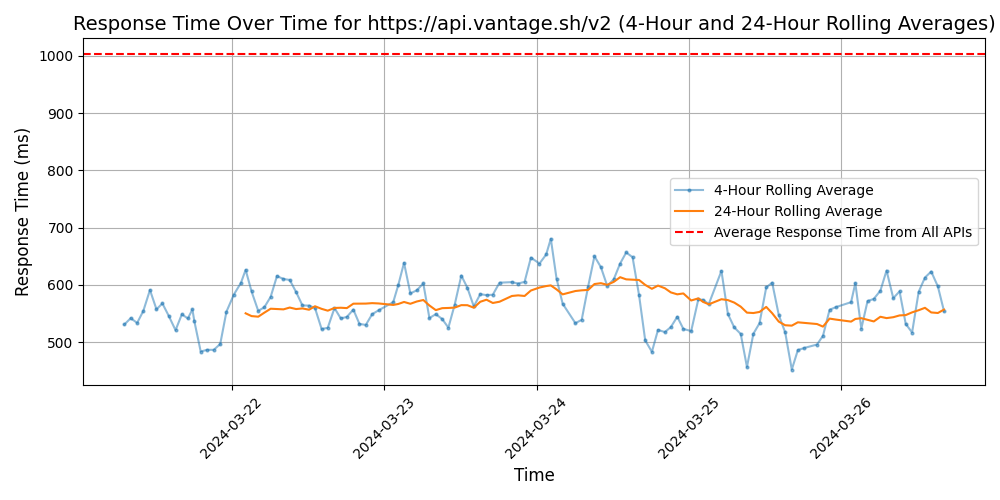 Response Time Over Time for https://api.vantage.sh/v2 (4-Hour and 24-Hour Rolling Averages)
Response Time (ms)
1000
900
800
700
600
500
4-Hour Rolling Average
24-Hour Rolling Average
Average Response Time from All APIs
2024-03-22
2024-03-23
2024-03-24
2024-03-25
2024-03-26
Time